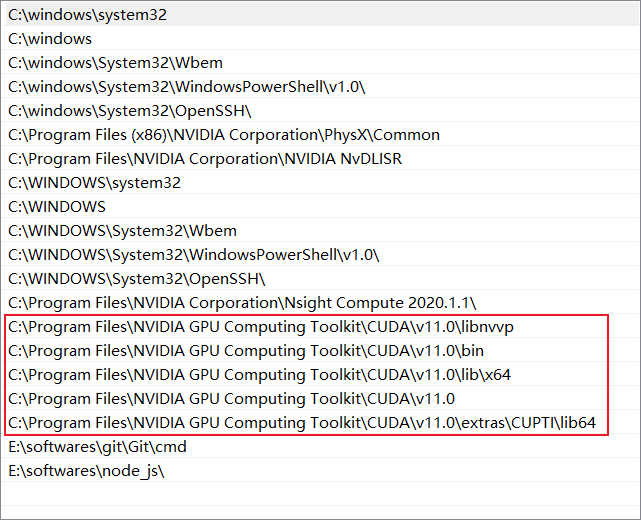 C:\windows\system32
C:\windows
C:\windows\System32\Wbem
C:\windows\System32\WindowsPowerShell\v1.0\
C:\windows\System32\OpenSSH\
C:\Program Files (x86)\NVIDIA Corporation\PhysX\Common
C:\Program Files\NVIDIA Corporation\NVIDIA NvDLISR
C:\WINDOWS\system32
C:\WINDOWS
C:\WINDOWS\System32\Wbem
C:\WINDOWS\System32\WindowsPowerShell\v1.0\
C:\WINDOWS\System32\OpenSSH\
C:\Program Files\NVIDIA Corporation\Nsight Compute 2020.1.1\
C:\Program Files\NVIDIA GPU Computing Toolkit\CUDA\v11.0\libnvvp
C:\Program Files\NVIDIA GPU Computing Toolkit\CUDA\v11.0\bin
C:\Program Files\NVIDIA GPU Computing Toolkit\CUDA\v11.0\lib\x64
C:\Program Files\NVIDIA GPU Computing Toolkit\CUDA\v11.0
C:\Program Files\NVIDIA GPU Computing Toolkit\CUDA\v11.0\extras\CUPTI\lib64
E:\softwares\git\Git\cmd
E:\softwares\node_js\